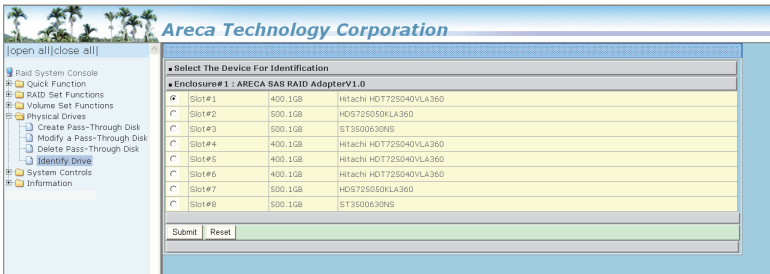 Areca Technology Corporation
|open all|close all|
Raid System Console
Quick Function
RAID Set Functions
Volume Set Functions
Physical Drives
Create Pass-Through Disk
Modify a Pass-Through Disk
Delete Pass-Through Disk
Identify Drive
System Controls
Information
Select The Device For Identification
Enclosure#1 : ARECA SAS RAID AdapterV1.0
Slot#1 400.1GB Hitachi HDT725040VLA360
Slot#2 500.1GB HDS725050KLA360
Slot#3 500.1GB ST3500630NS
Slot#4 400.1GB Hitachi HDT725040VLA360
Slot#5 400.1GB Hitachi HDT725040VLA360
Slot#6 400.1GB Hitachi HDT725040VLA360
Slot#7 500.1GB HDS725050KLA360
Slot#8 500.1GB ST3500630NS
Submit Reset